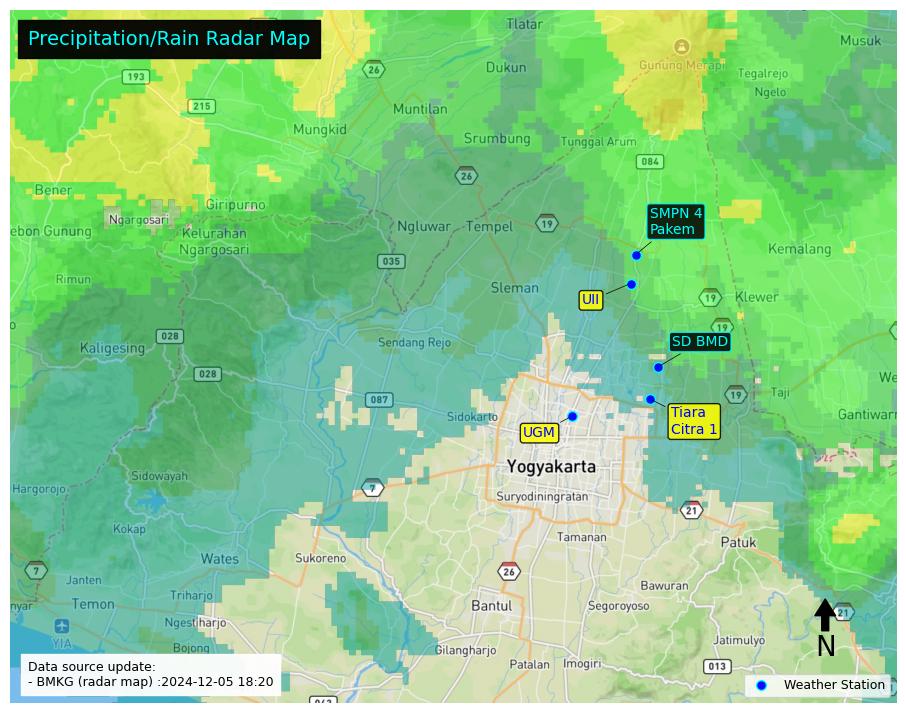 Precipitation/Rain Radar Map
Tlatar
Musuk
26
193
Gunung Merapi
Dukun
Tegalrejo
Ngelo
215
Muntilan
Mungkid
Srumbung
Tunggal Arum
084
26
Bener
Giripurno
SMPN 4
Pakem
Ngargosari
Ngluwar
Tempel
19
ebon Gunung
Kelurahan
Ngargosari
Kemalang
035
Rimun
Sleman
UII
19
Klewer
19
028
Sendang Rejo
SD BMD
Kaligesing
028
We
087
19
Taji
Sidokarto
Tiara
Citra 1
Gantiwarn
UGM
Yogyakarta
Sidowayah
Hargorojo
7
Suryodiningratan
21
Kokap
Tamanan
Patuk
Wates
Sukoreno
7
26
Janten
Bawuran
nyar
Temon
Triharjo
Bantul
Segoroyoso
21
Ngestiharjo
YIA
Bojong
Gilangharjo
Jatimulyo
N
Patalan
Imogiri
013
Data source update:
- BMKG (radar map) :2024-12-05 18:20
Weather Station